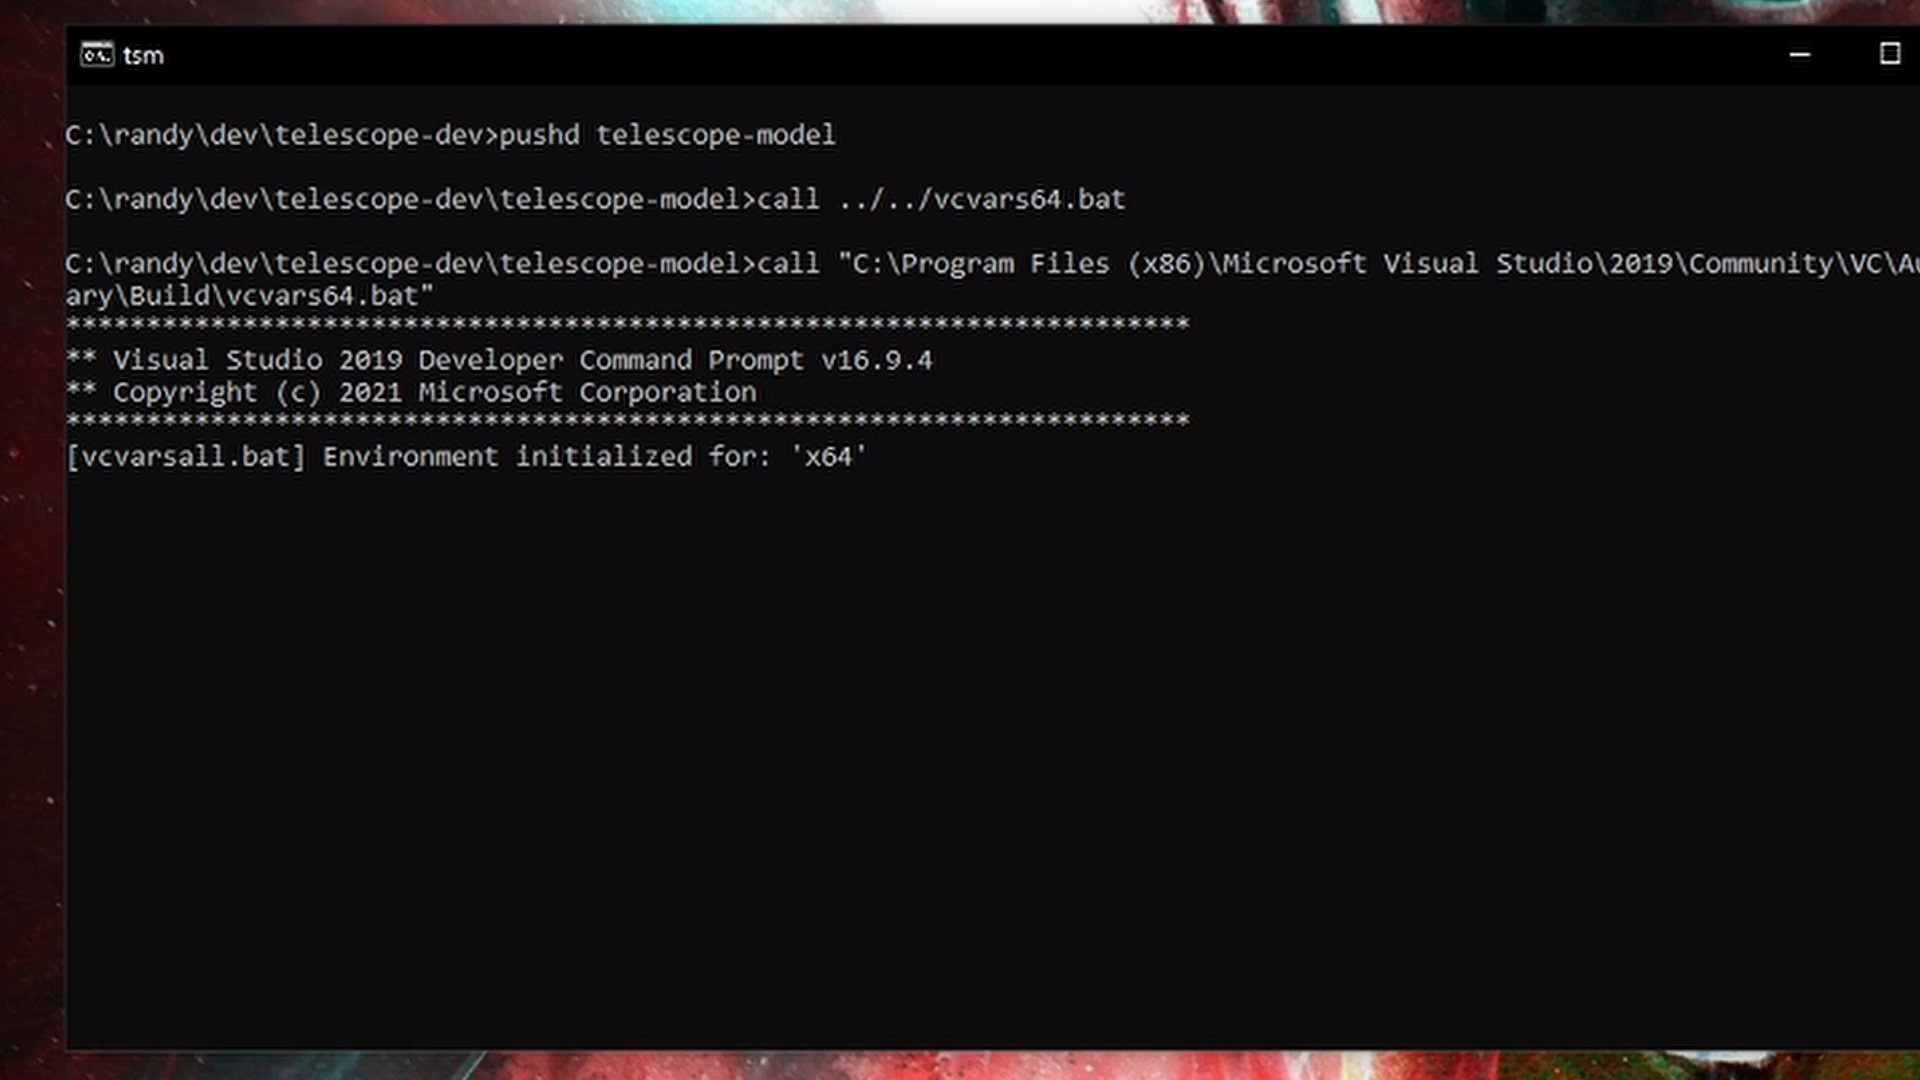 tsm
C:\randy\dev\telescope-dev>pushd telescope-model
C:\randy\dev\telescope-dev\telescope-model>call ../../vcvars64.bat
C:\randy\dev\telescope-dev\telescope-model>call "C:\Program Files (x86)\Microsoft Visual Studio\2019\Community\VC\Au
ary\Build\vcvars64.bat"
**********************************************************************
** Visual Studio 2019 Developer Command Prompt v16.9.4
** Copyright (c) 2021 Microsoft Corporation
**********************************************************************
[vcvarsall.bat] Environment initialized for: 'x64'